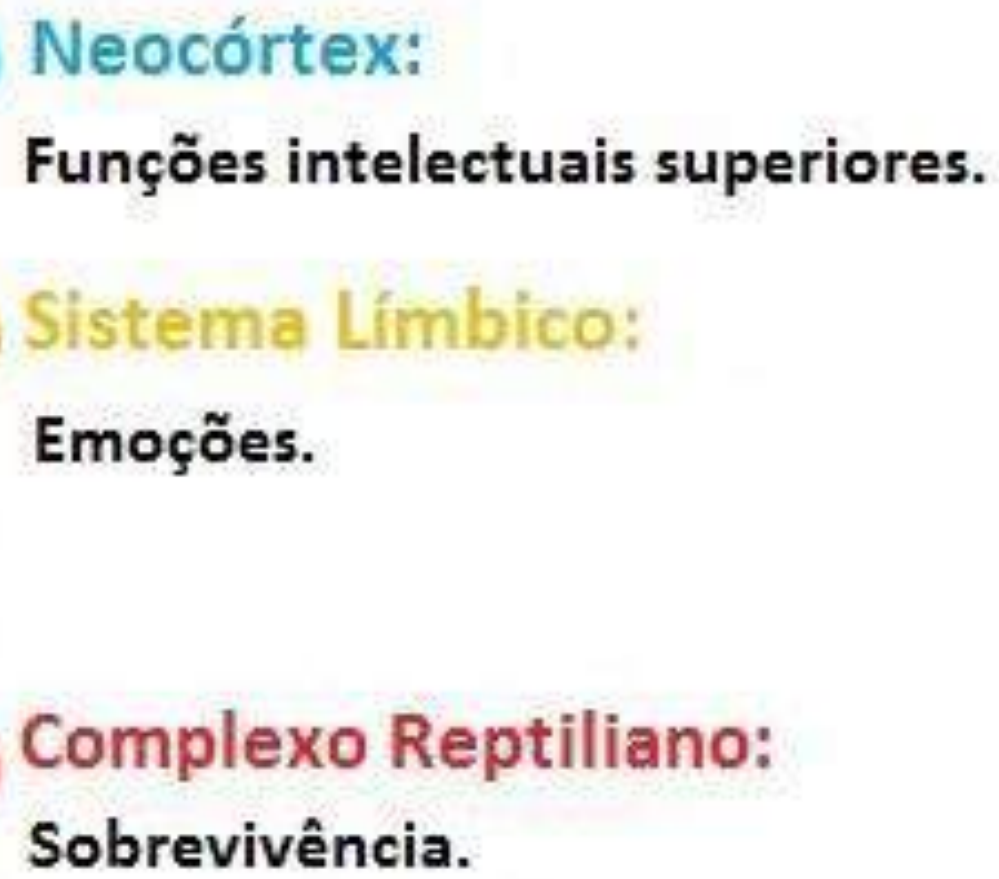 Neocórtex:
Funções intelectuais superiores.
Sistema Límbico:
Emoções.
Complexo Reptiliano:
Sobrevivência.